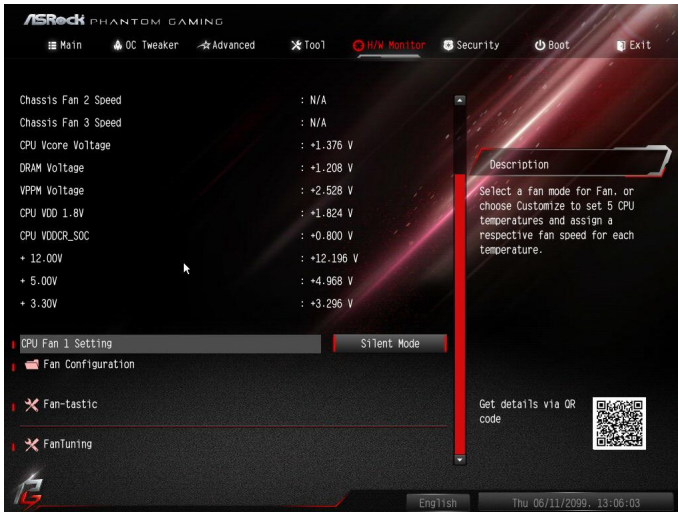 ASRock PHANTOM GAMING
Main OC Tweaker Advanced Tool H/W Monitor Security Boot Exit
Chassis Fan 2 Speed : N/A
Chassis Fan 3 Speed : N/A
CPU Vcore Voltage : +1.376 V
DRAM Voltage : +1.208 V
VPPM Voltage : +2.528 V
CPU VDD 1.8V : +1.824 V
CPU VDDCR_SOC : +0.800 V
+ 12.00V : +12.196 V
+ 5.00V : +4.968 V
+ 3.30V : +3.296 V
CPU Fan 1 Setting Silent Mode
Fan Configuration
Fan-tastic
FanTuning
Description
Select a fan mode for Fan. or
choose Customize to set 5 CPU
temperatures and assign a
respective fan speed for each
temperature.
Get details via QR
code
English Thu 06/11/2099, 13:06:03